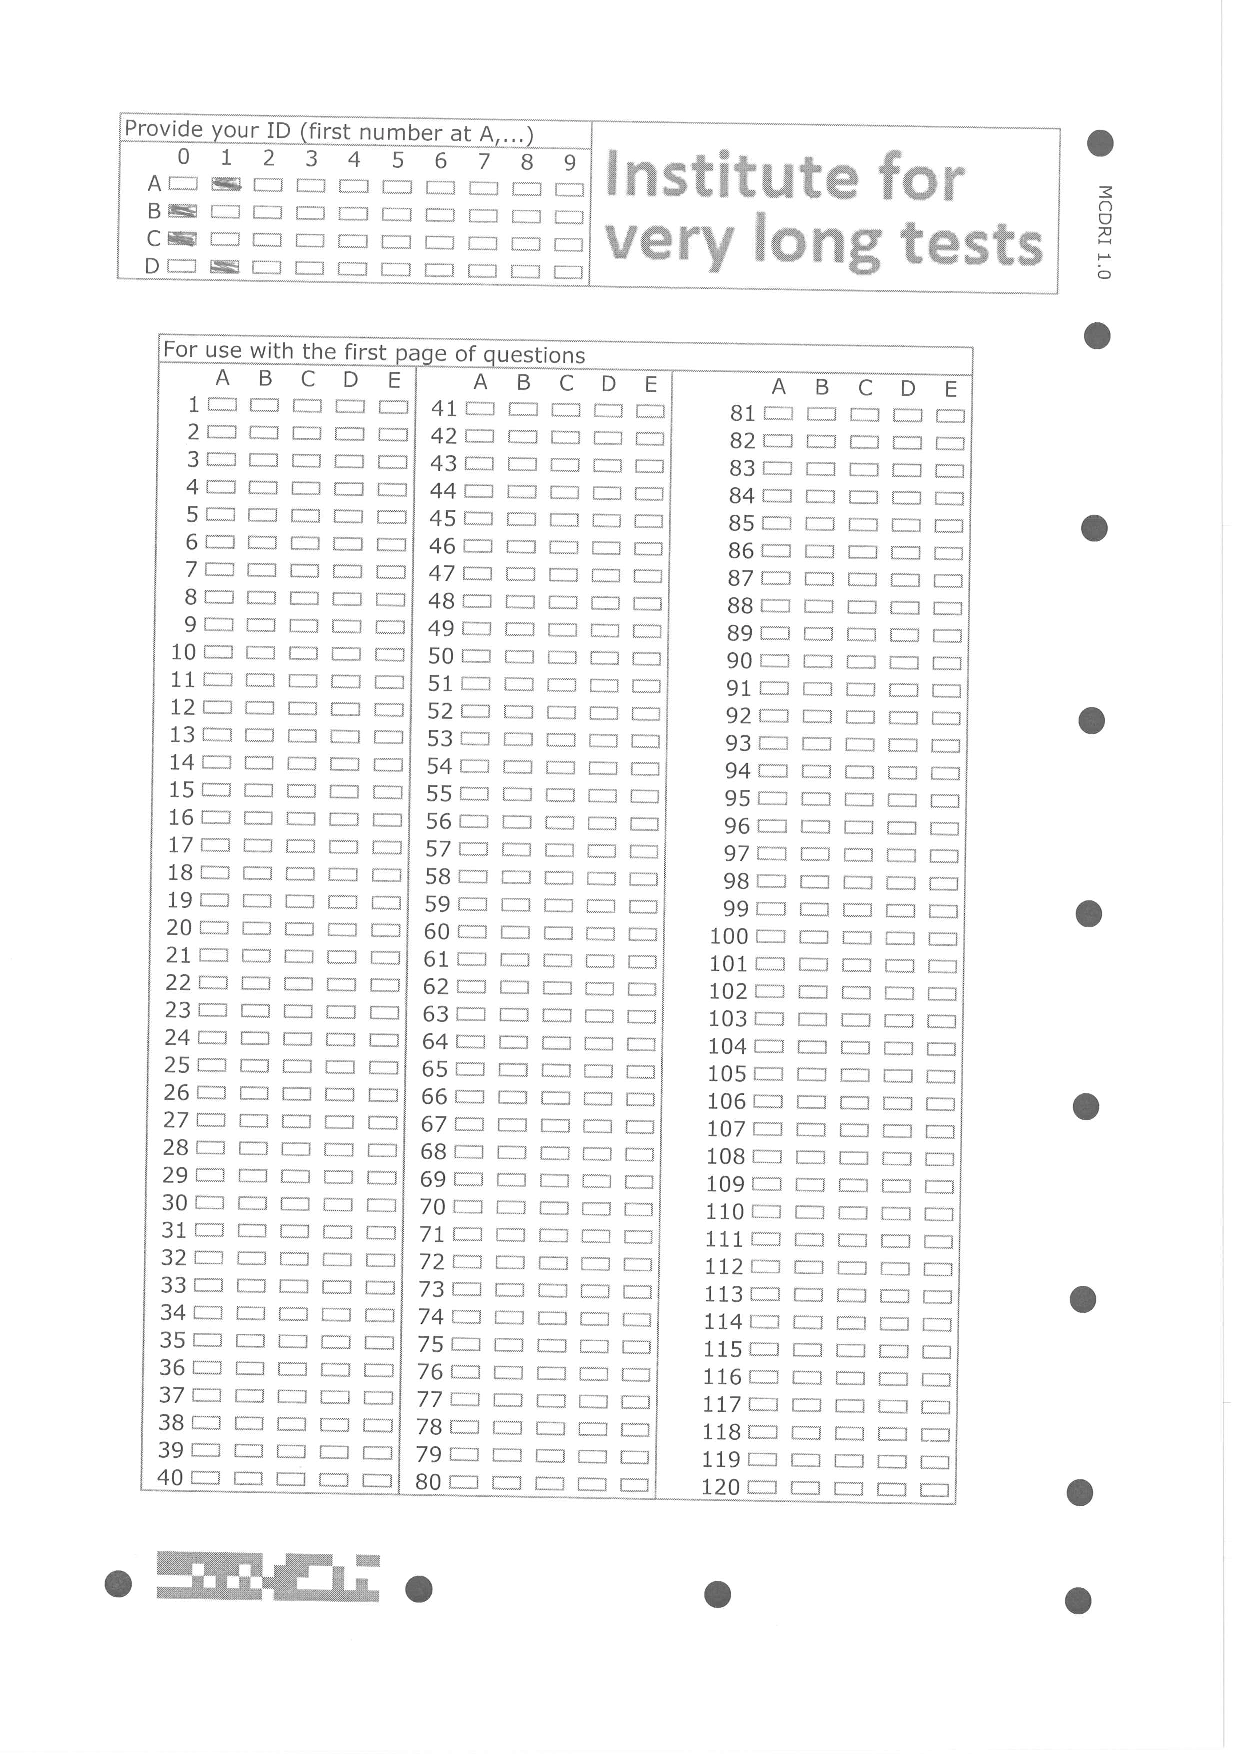 Provide your ID (first number at A,...)
0 1 2 3 4 5 6 7 8 9
A
B
C
D
Institute for
very long tests
MCDRI 1.0
For use with the first page of questions
A B C D E A B C D E A B C D E
1 41 81
2 42 82
3 43 83
4 44 84
5 45 85
6 46 86
7 47 87
8 48 88
9 49 89
10 50 90
11 51 91
12 52 92
13 53 93
14 54 94
15 55 95
16 56 96
17 57 97
18 58 98
19 59 99
20 60 100
21 61 101
22 62 102
23 63 103
24 64 104
25 65 105
26 66 106
27 67 107
28 68 108
29 69 109
30 70 110
31 71 111
32 72 112
33 73 113
34 74 114
35 75 115
36 76 116
37 77 117
38 78 118
39 79 119
40 80 120